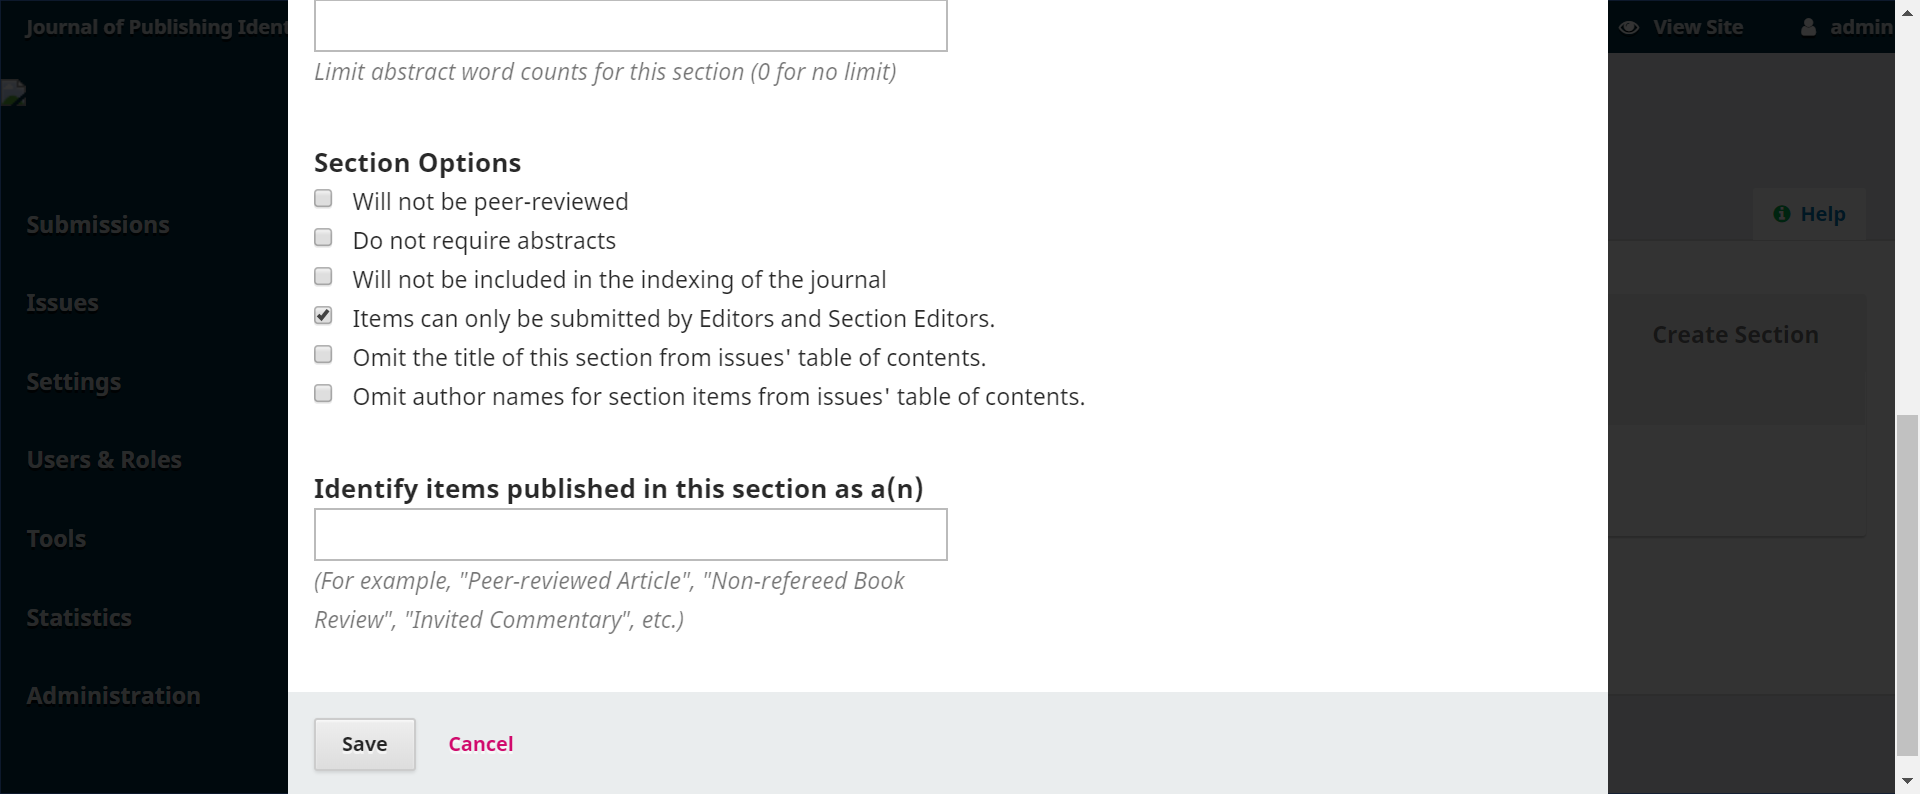 Journal of Publishing Ident
View Site
admin
Limit abstract word counts for this section (0 for no limit)
Section Options
Will not be peer-reviewed
Do not require abstracts
Will not be included in the indexing of the journal
Items can only be submitted by Editors and Section Editors.
Omit the title of this section from issues' table of contents.
Omit author names for section items from issues' table of contents.
Identify items published in this section as a(n)
(For example, "Peer-reviewed Article", "Non-refereed Book
Review", "Invited Commentary", etc.)
Save
Cancel
Submissions
Issues
Settings
Users & Roles
Tools
Statistics
Administration
Help
Create Section